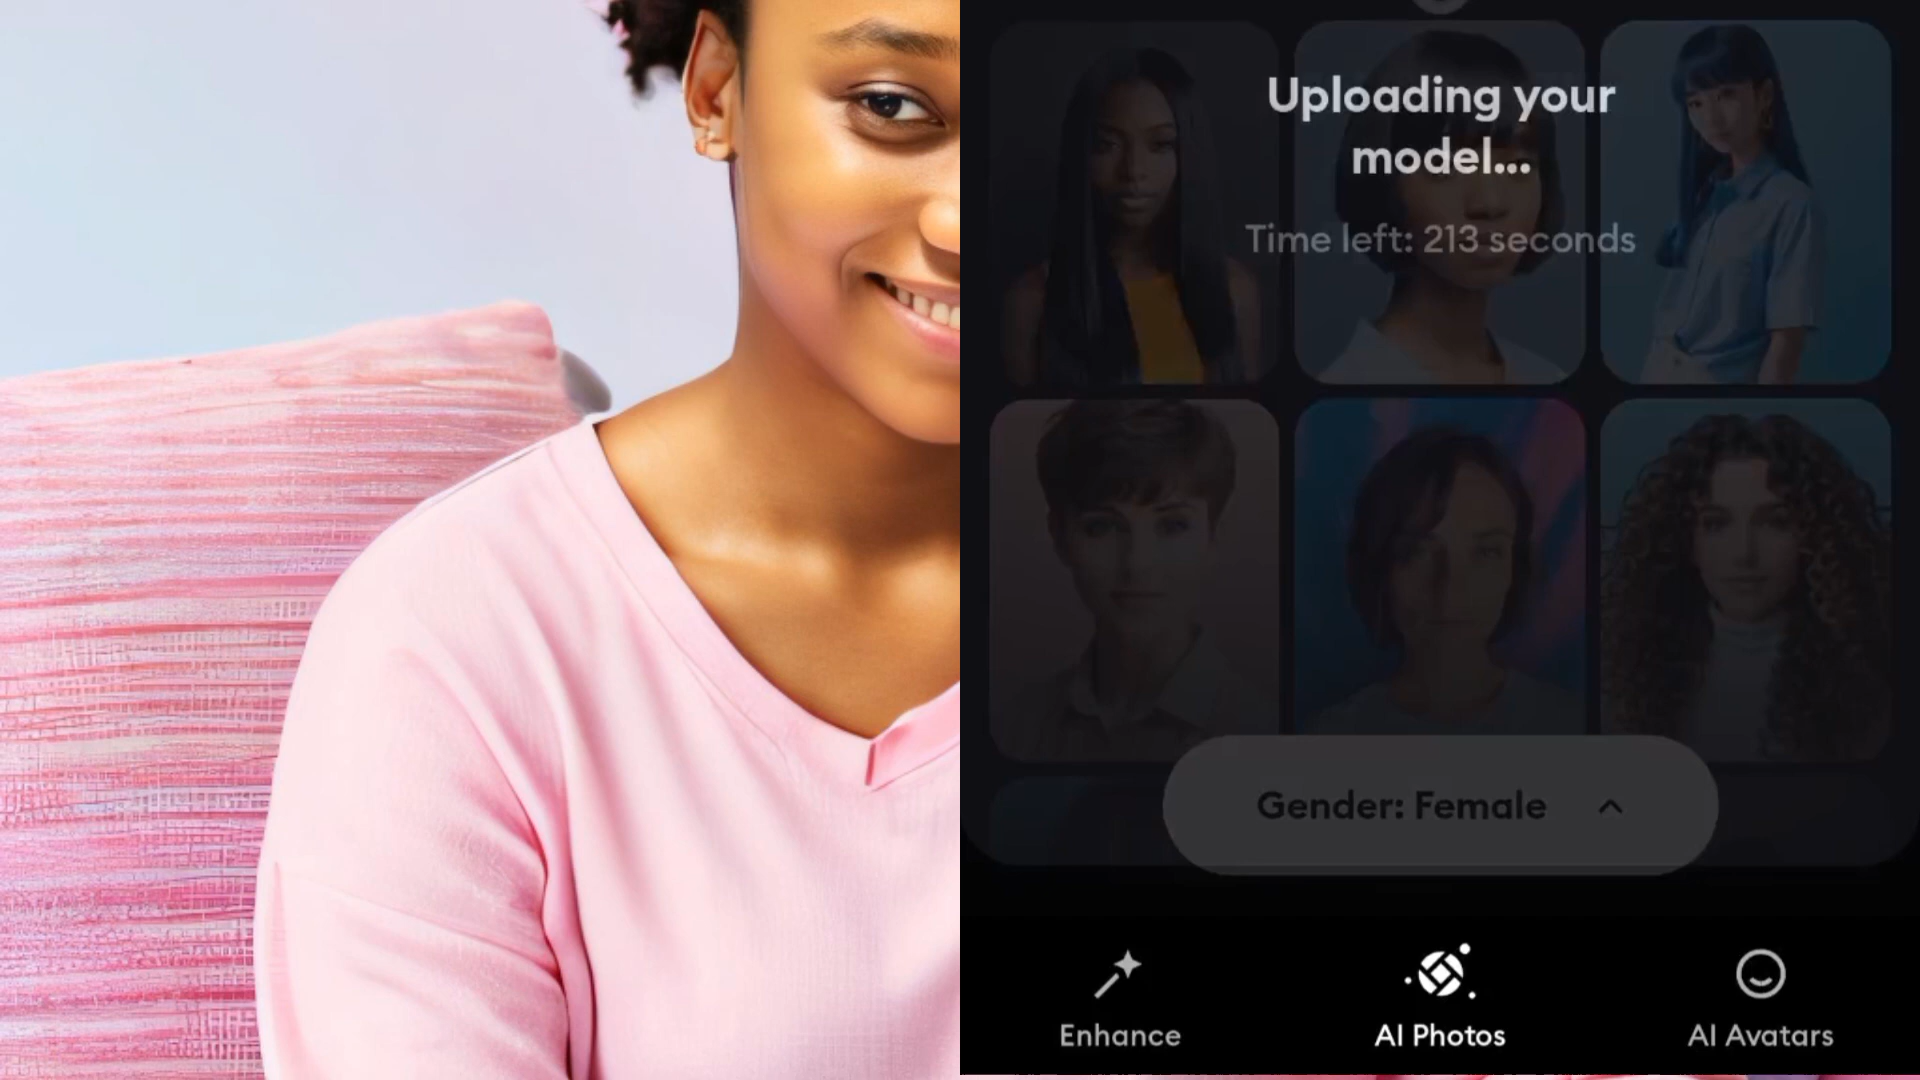 Uploading your
model...
Time left: 213 seconds
Gender: Female
Enhance
AI Photos
AI Avatars